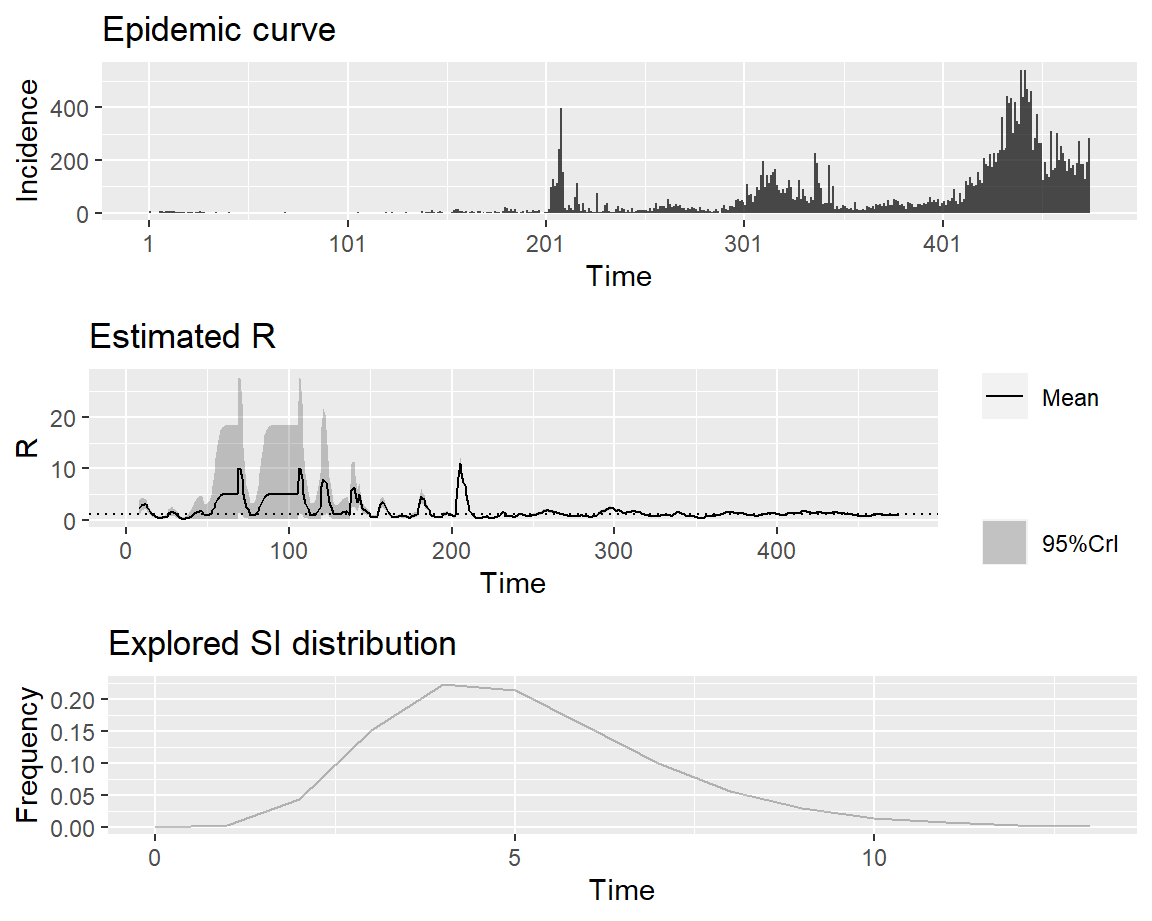 Epidemic curve
Incidence
400
200
0
1 101 201 301 401
Time
Estimated R
R
20
10
0
0 100 200 300 400
Time
Mean
95%CrI
Explored SI distribution
Frequency
0.20
0.15
0.10
0.05
0.00
0 5 10
Time